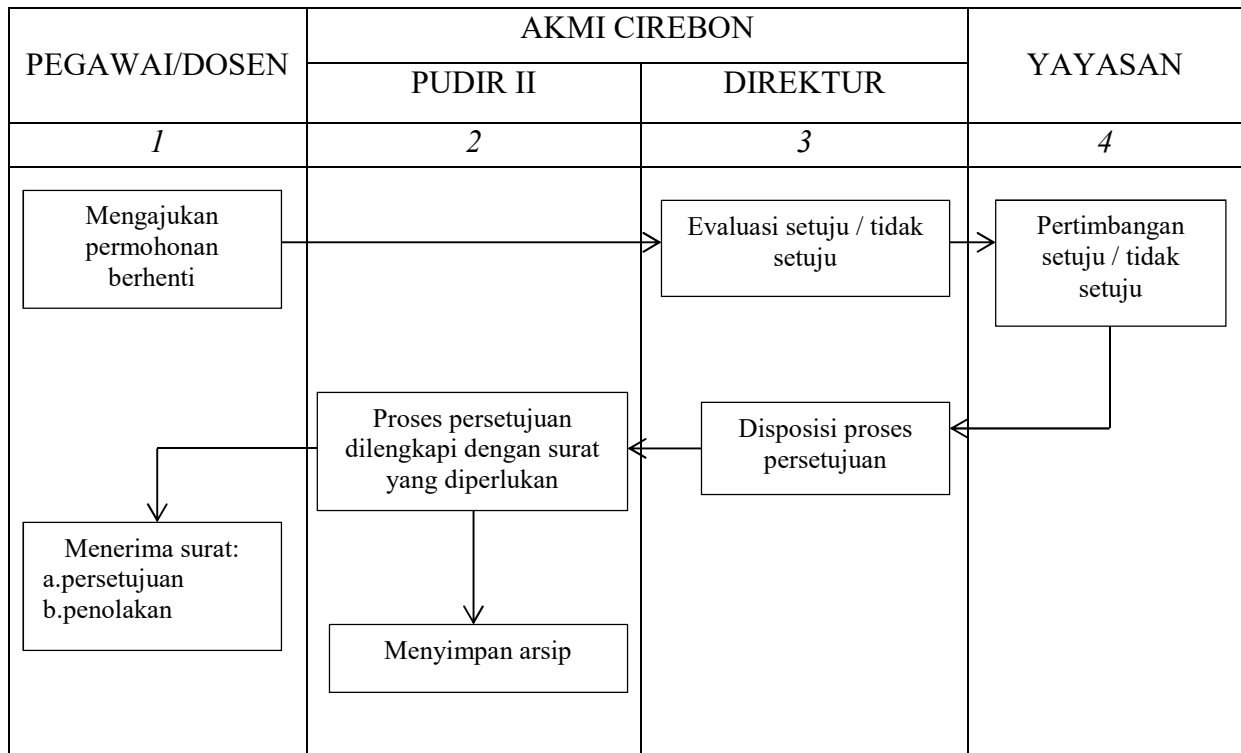 PEGAWAI/DOSEN
AKMI CIREBON
YAYASAN
PUDIR II
DIREKTUR
1
2
3
4
Mengajukan
permohonan
berhenti
Evaluasi setuju / tidak
setuju
Pertimbangan
setuju / tidak
setuju
Disposisi proses
persetujuan
Proses persetujuan
dilengkapi dengan surat
yang diperlukan
Menerima surat:
a.persetujuan
b.penolakan
Menyimpan arsip